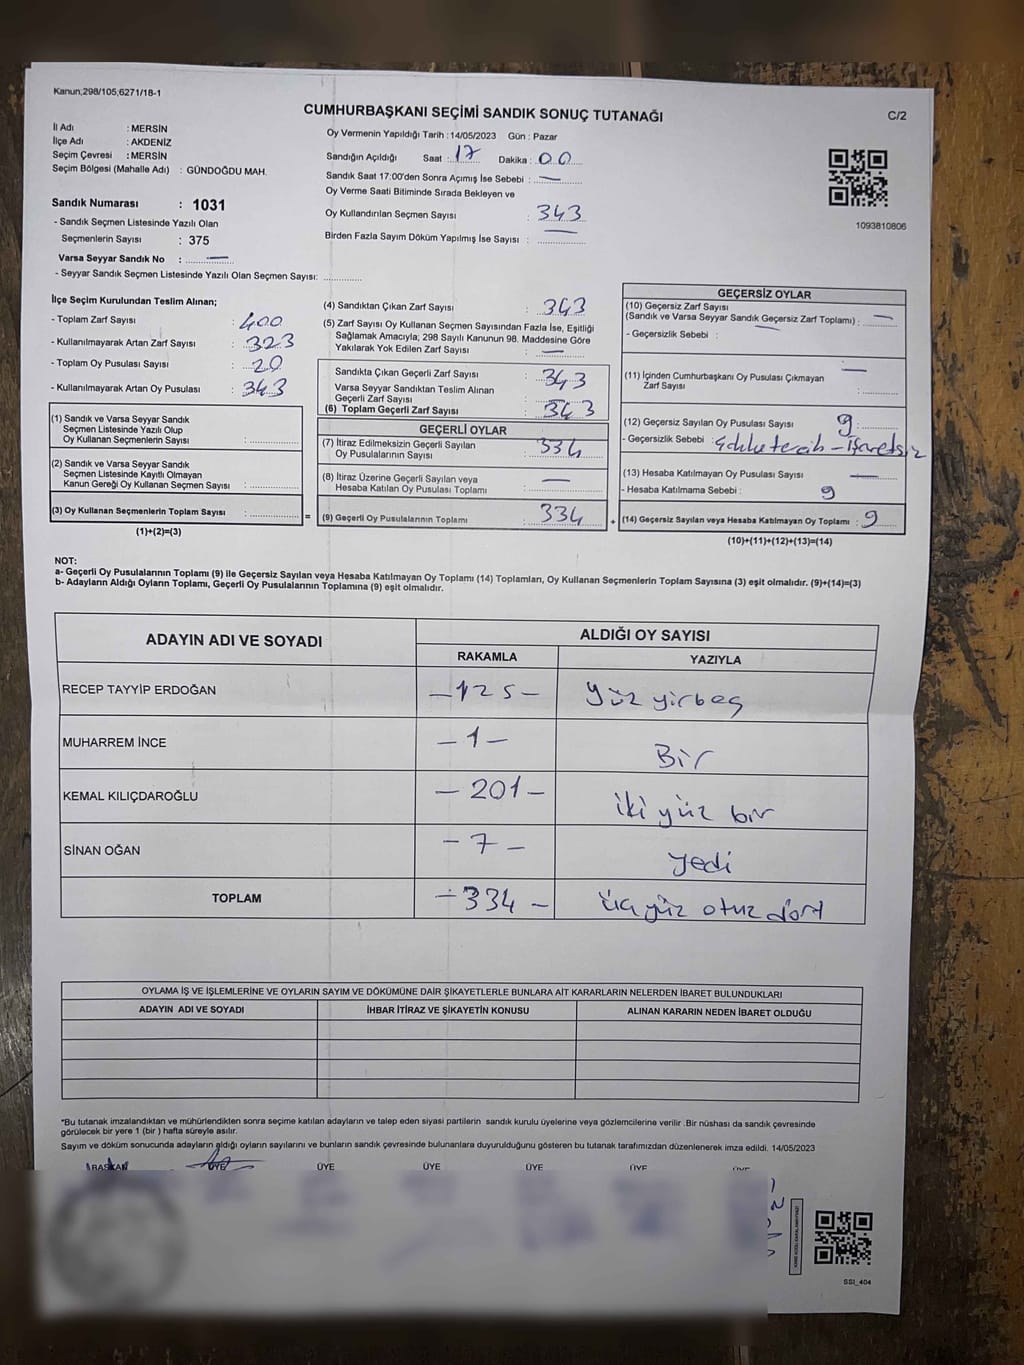 Kanun;298/105,6271/18-1
CUMHURBAŞKANI SEÇİMİ SANDIK SONUÇ TUTANAĞI
C/2
İl Adı : MERSİN
İlçe Adı : AKDENİZ
Seçim Çevresi : MERSİN
Seçim Bölgesi (Mahalle Adı) : GÜNDOĞDU MAH.
Sandık Numarası : 1031
- Sandık Seçmen Listesinde Yazılı Olan
Seçmenlerin Sayısı : 375
Varsa Seyyar Sandık No : —
- Seyyar Sandık Seçmen Listesinde Yazılı Olan Seçmen Sayısı:
Oy Vermenin Yapıldığı Tarih : 14/05/2023 Gün : Pazar
Sandığın Açıldığı Saat : 17 Dakika : 00
Sandık Saat 17:00'den Sonra Açımış İse Sebebi : —
Oy Verme Saati Bitiminde Sırada Bekleyen ve
Oy Kullandırılan Seçmen Sayısı : 343
Birden Fazla Sayım Döküm Yapılmış İse Sayısı : —
1093810806
İlçe Seçim Kurulundan Teslim Alınan;
- Toplam Zarf Sayısı : 400
- Kullanılmayarak Artan Zarf Sayısı : 323
- Toplam Oy Pusulası Sayısı : 20
- Kullanılmayarak Artan Oy Pusulası : 343
(1) Sandık ve Varsa Seyyar Sandık
Seçmen Listesinde Yazılı Olup
Oy Kullanan Seçmenlerin Sayısı :
(2) Sandık ve Varsa Seyyar Sandık
Seçmen Listesinde Kayıtlı Olmayan
Kanun Gereği Oy Kullanan Seçmen Sayısı :
(3) Oy Kullanan Seçmenlerin Toplam Sayısı : =
(1)+(2)=(3)
(4) Sandıktan Çıkan Zarf Sayısı : 343
(5) Zarf Sayısı Oy Kullanan Seçmen Sayısından Fazla İse, Eşitliği
Sağlamak Amacıyla; 298 Sayılı Kanunun 98. Maddesine Göre
Yakılarak Yok Edilen Zarf Sayısı : —
Sandıkta Çıkan Geçerli Zarf Sayısı : 343
Varsa Seyyar Sandıktan Teslim Alınan
Geçerli Zarf Sayısı :
(6) Toplam Geçerli Zarf Sayısı : 343
GEÇERLİ OYLAR
(7) İtiraz Edilmeksizin Geçerli Sayılan
Oy Pusulalarının Sayısı : 334
(8) İtiraz Üzerine Geçerli Sayılan veya
Hesaba Katılan Oy Pusulası Toplamı : —
(9) Geçerli Oy Pusulalarının Toplamı : 334 +
GEÇERSİZ OYLAR
(10) Geçersiz Zarf Sayısı
(Sandık ve Varsa Seyyar Sandık Geçersiz Zarf Toplamı) : —
- Geçersizlik Sebebi : —
(11) İçinden Cumhurbaşkanı Oy Pusulası Çıkmayan
Zarf Sayısı : —
(12) Geçersiz Sayılan Oy Pusulası Sayısı : 9
- Geçersizlik Sebebi : tercih - İşaretsiz
(13) Hesaba Katılmayan Oy Pusulası Sayısı : —
- Hesaba Katılmama Sebebi : 9
(14) Geçersiz Sayılan veya Hesaba Katılmayan Oy Toplamı : 9
(10)+(11)+(12)+(13)=(14)
NOT:
a- Geçerli Oy Pusulalarının Toplamı (9) ile Geçersiz Sayılan veya Hesaba Katılmayan Oy Toplamı (14) Toplamları, Oy Kullanan Seçmenlerin Toplam Sayısına (3) eşit olmalıdır. (9)+(14)=(3)
b- Adayların Aldığı Oyların Toplamı, Geçerli Oy Pusulalarının Toplamına (9) eşit olmalıdır.
ADAYIN ADI VE SOYADI
ALDIĞI OY SAYISI
RAKAMLA YAZIYLA
RECEP TAYYİP ERDOĞAN -125- Yüz yirbeş
MUHARREM İNCE -1- Bir
KEMAL KILIÇDAROĞLU -201- iki yüz bir
SİNAN OĞAN -7- yedi
TOPLAM -334- üçyüz otuz dört
OYLAMA İŞ VE İŞLEMLERİNE VE OYLARIN SAYIM VE DÖKÜMÜNE DAİR ŞİKAYETLERLE BUNLARA AİT KARARLARIN NELERDEN İBARET BULUNDUKLARI
ADAYIN ADI VE SOYADI İHBAR İTİRAZ VE ŞİKAYETİN KONUSU ALINAN KARARIN NEDEN İBARET OLDUĞU
*Bu tutanak imzalandıktan ve mühürlendikten sonra seçime katılan adayların ve talep eden siyasi partilerin sandık kurulu üyelerine veya gözlemcilerine verilir .Bir nüshası da sandık çevresinde
görülecek bir yere 1 (bir ) hafta süreyle asılır.
Sayım ve döküm sonucunda adayların aldığı oyların sayılarını ve bunların sandık çevresinde bulunanlara duyurulduğunu gösteren bu tutanak tarafımızdan düzenlenerek imza edildi. 14/05/2023
BAŞKAN ÜYE ÜYE ÜYE ÜYE ÜYE ÜYE
SSI_404